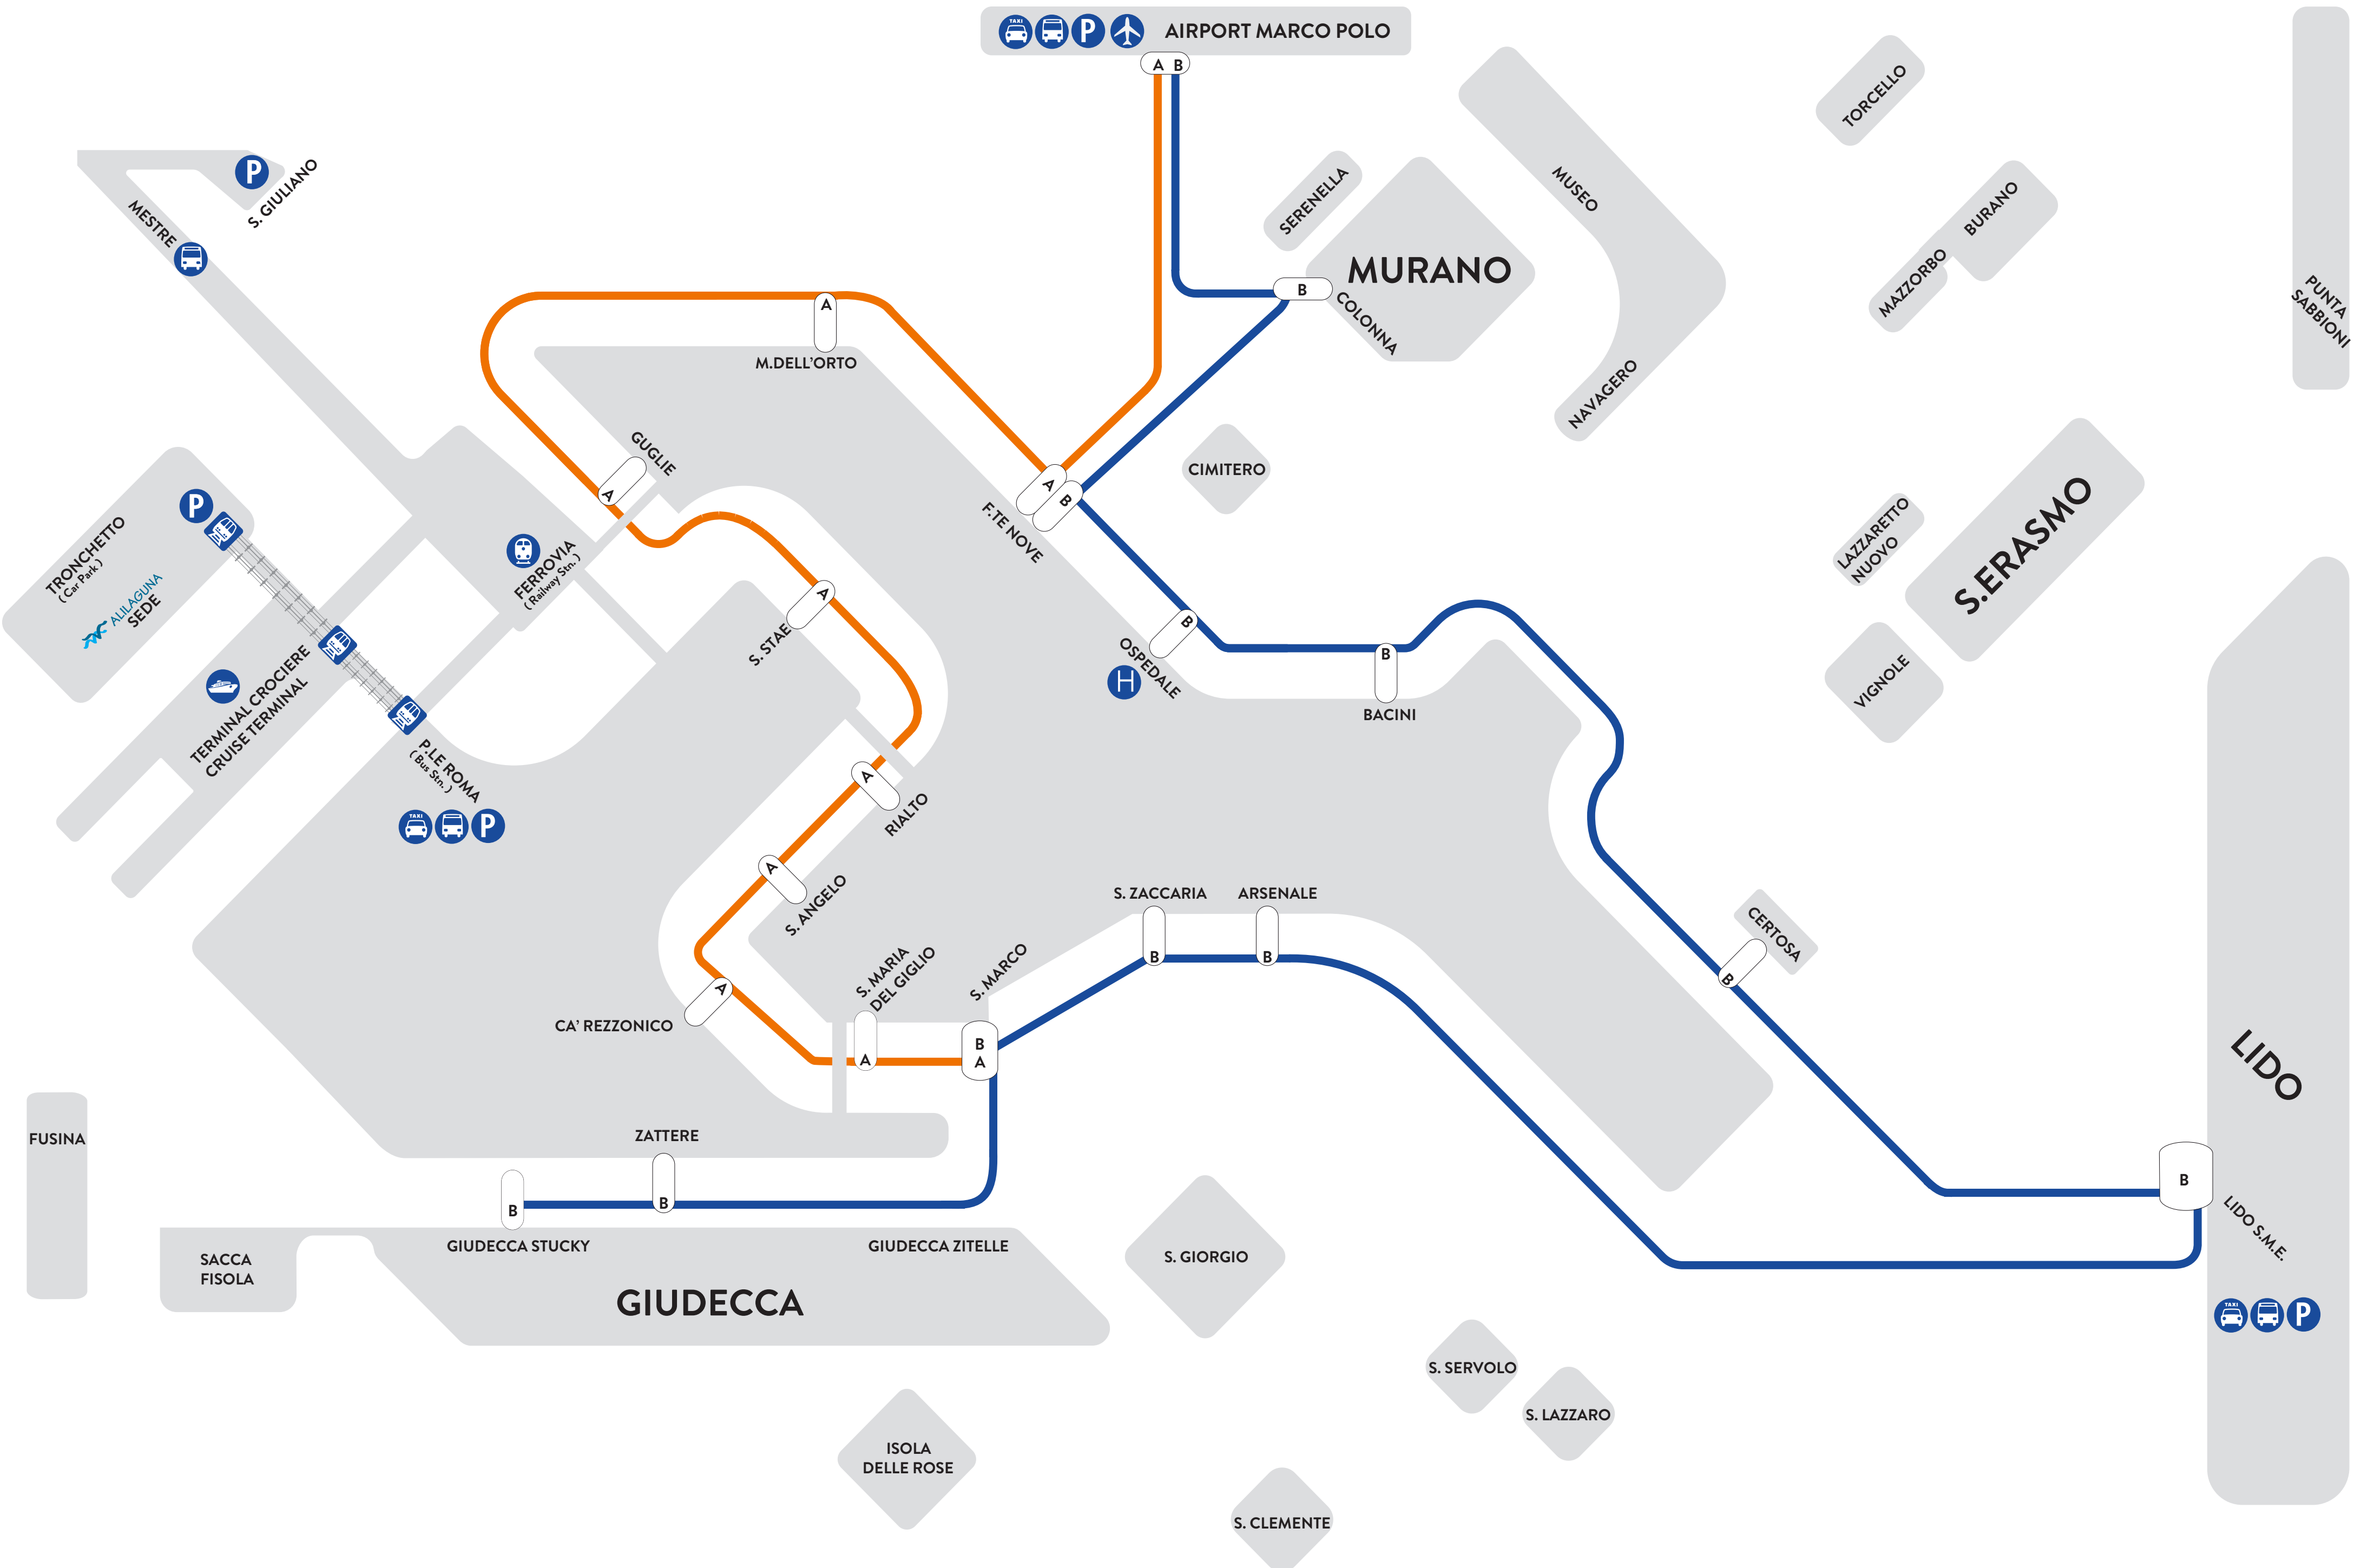 TAXI
P
AIRPORT MARCO POLO
A B
TORCELLO
P
S. GIULIANO
MESTRE
SERENELLA
MUSEO
BURANO
MAZZORBO
MURANO
B
COLONNA
PUNTA
SABBIONI
A
M.DELL'ORTO
NAVAGERO
GUGLIE
A
CIMITERO
A
B
F.TE NOVE
P
TRONCHETTO
( Car Park )
ALILAGUNA
SEDE
FERROVIA
( Railway Stn. )
LAZZARETTO
NUOVO
S.ERASMO
A
S. STAE
B
OSPEDALE
H
B
BACINI
VIGNOLE
TERMINAL CROCIERE
CRUISE TERMINAL
P.LE ROMA
( Bus Stn. )
TAXI
P
A
RIALTO
A
S. ANGELO
S. ZACCARIA
B
ARSENALE
B
CERTOSA
B
S. MARIA
DEL GIGLIO
A
S. MARCO
B
A
A
CA' REZZONICO
LIDO
FUSINA
ZATTERE
B
B
GIUDECCA STUCKY
GIUDECCA ZITELLE
B
LIDO S.M.E.
TAXI
P
SACCA
FISOLA
GIUDECCA
S. GIORGIO
S. SERVOLO
S. LAZZARO
ISOLA
DELLE ROSE
S. CLEMENTE